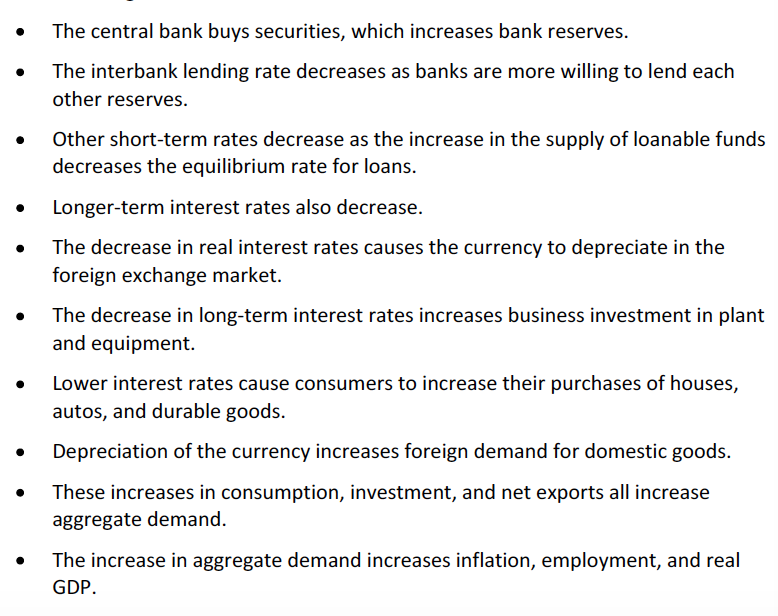 • The central bank buys securities, which increases bank reserves.
• The interbank lending rate decreases as banks are more willing to lend each
other reserves.
• Other short-term rates decrease as the increase in the supply of loanable funds
decreases the equilibrium rate for loans.
• Longer-term interest rates also decrease.
• The decrease in real interest rates causes the currency to depreciate in the
foreign exchange market.
• The decrease in long-term interest rates increases business investment in plant
and equipment.
• Lower interest rates cause consumers to increase their purchases of houses,
autos, and durable goods.
• Depreciation of the currency increases foreign demand for domestic goods.
• These increases in consumption, investment, and net exports all increase
aggregate demand.
• The increase in aggregate demand increases inflation, employment, and real
GDP.